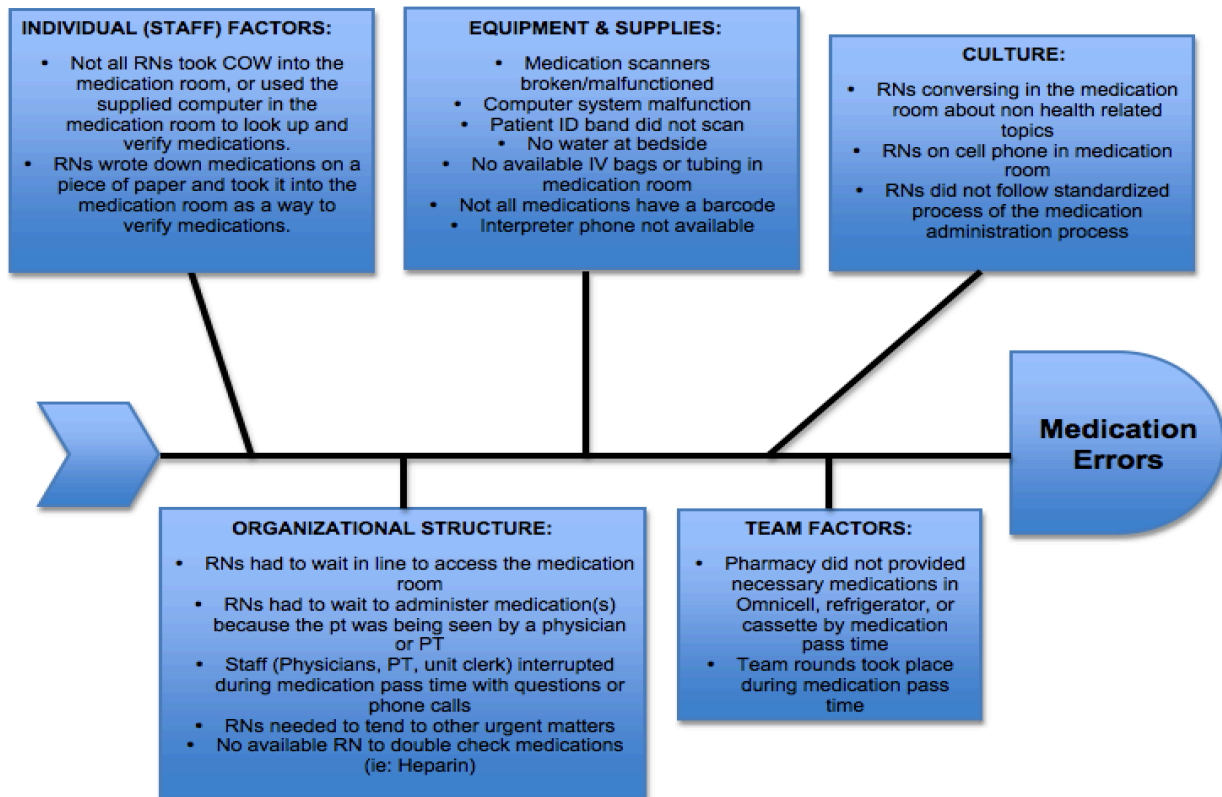 INDIVIDUAL (STAFF) FACTORS:
• Not all RNs took COW into the
medication room, or used the
supplied computer in the
medication room to look up and
verify medications.
• RNs wrote down medications on a
piece of paper and took it into the
medication room as a way to
verify medications.
EQUIPMENT & SUPPLIES:
• Medication scanners
broken/malfunctioned
• Computer system malfunction
• Patient ID band did not scan
• No water at bedside
• No available IV bags or tubing in
medication room
• Not all medications have a barcode
• Interpreter phone not available
CULTURE:
• RNs conversing in the medication
room about non health related
topics
• RNs on cell phone in medication
room
• RNs did not follow standardized
process of the medication
administration process
Medication
Errors
ORGANIZATIONAL STRUCTURE:
• RNs had to wait in line to access the medication
room
• RNs had to wait to administer medication(s)
because the pt was being seen by a physician
or PT
• Staff (Physicians, PT, unit clerk) interrupted
during medication pass time with questions or
phone calls
• RNs needed to tend to other urgent matters
• No available RN to double check medications
(ie: Heparin)
TEAM FACTORS:
• Pharmacy did not provided
necessary medications in
Omnicell, refrigerator, or
cassette by medication
pass time
• Team rounds took place
during medication pass
time